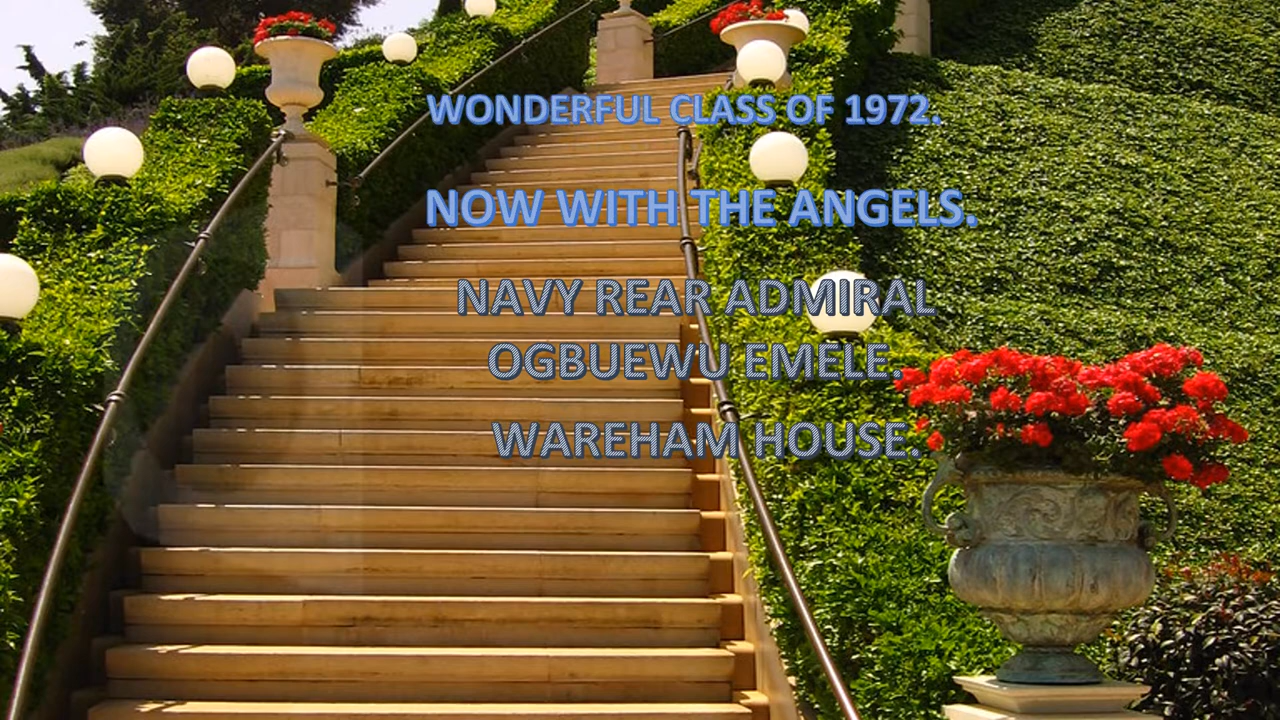 WONDERFUL CLASS OF 1972.
NOW WITH THE ANGELS.
NAVY REAR ADMIRAL
OGBUEWU EMELE.
WAREHAM HOUSE.